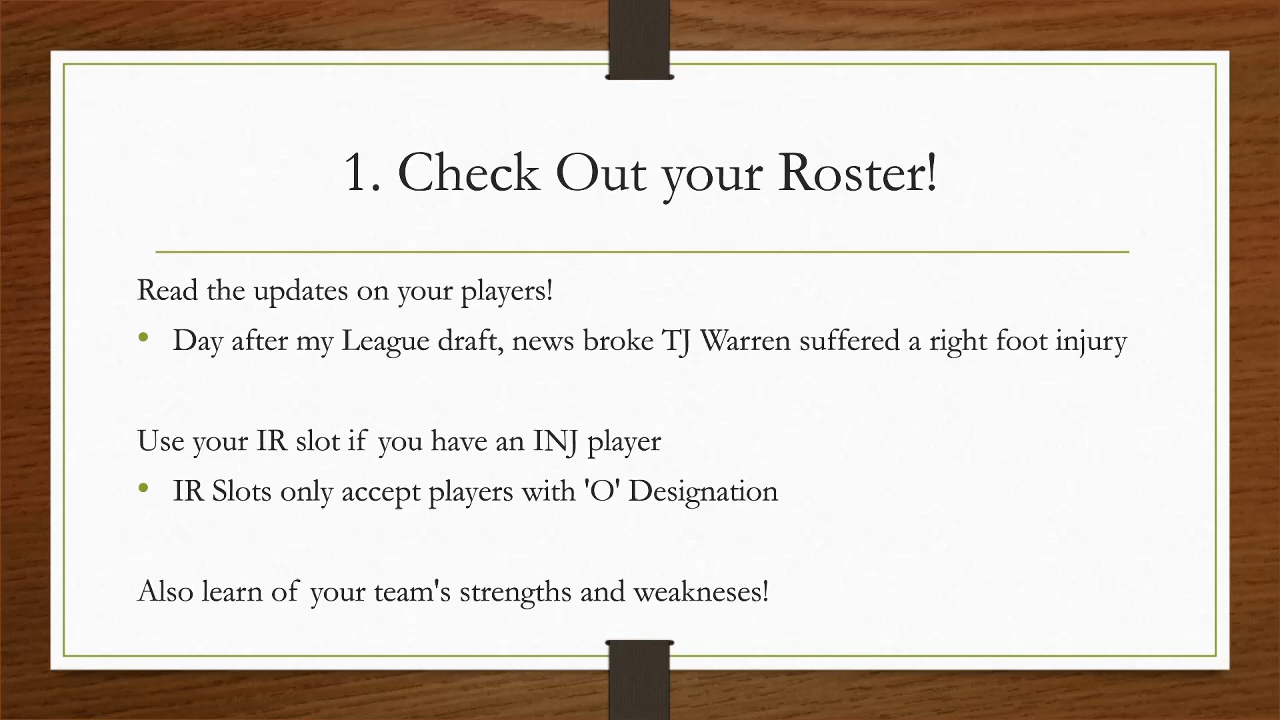 1. Check Out your Roster!
Read the updates on your players!
• Day after my League draft, news broke TJ Warren suffered a right foot injury
Use your IR slot if you have an INJ player
• IR Slots only accept players with 'O' Designation
Also learn of your team's strengths and weakneses!